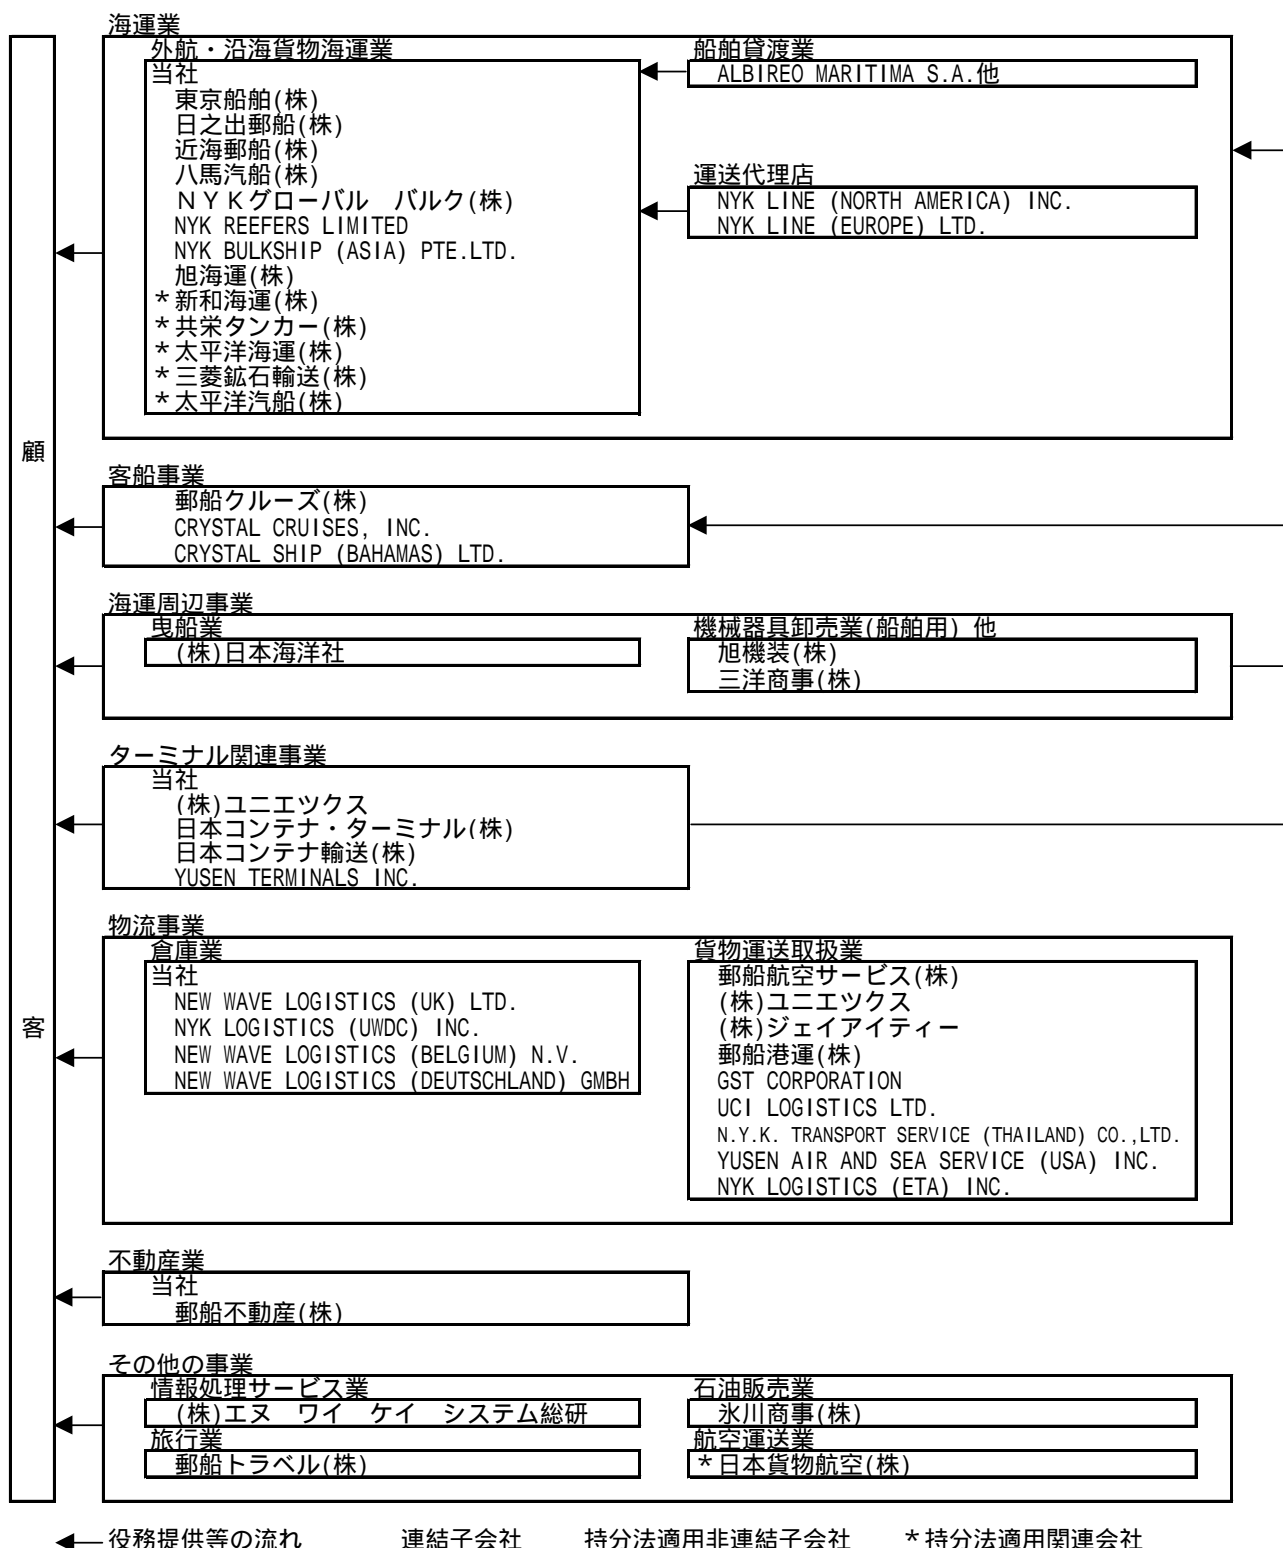 海運業
外航・沿海貨物海運業
当社
東京船舶(株)
日之出郵船(株)
近海郵船(株)
八馬汽船(株)
ＮＹＫグローバル　バルク(株)
NYK REEFERS LIMITED
NYK BULKSHIP (ASIA) PTE.LTD.
旭海運(株)
*新和海運(株)
*共栄タンカー(株)
*太平洋海運(株)
*三菱鉱石輸送(株)
*太平洋汽船(株)
船舶貸渡業
ALBIREO MARITIMA S.A.他
運送代理店
NYK LINE (NORTH AMERICA) INC.
NYK LINE (EUROPE) LTD.
顧客
客船事業
郵船クルーズ(株)
CRYSTAL CRUISES, INC.
CRYSTAL SHIP (BAHAMAS) LTD.
海運周辺事業
曳船業
(株)日本海洋社
機械器具卸売業(船舶用) 他
旭機装(株)
三洋商事(株)
ターミナル関連事業
当社
(株)ユニエツクス
日本コンテナ・ターミナル(株)
日本コンテナ輸送(株)
YUSEN TERMINALS INC.
物流事業
倉庫業
当社
NEW WAVE LOGISTICS (UK) LTD.
NYK LOGISTICS (UWDC) INC.
NEW WAVE LOGISTICS (BELGIUM) N.V.
NEW WAVE LOGISTICS (DEUTSCHLAND) GMBH
貨物運送取扱業
郵船航空サービス(株)
(株)ユニエツクス
(株)ジェイアイティー
郵船港運(株)
GST CORPORATION
UCI LOGISTICS LTD.
N.Y.K. TRANSPORT SERVICE (THAILAND) CO.,LTD.
YUSEN AIR AND SEA SERVICE (USA) INC.
NYK LOGISTICS (ETA) INC.
不動産業
当社
郵船不動産(株)
その他の事業
情報処理サービス業
(株)エヌ　ワイ　ケイ　システム総研
旅行業
郵船トラベル(株)
石油販売業
氷川商事(株)
航空運送業
*日本貨物航空(株)
役務提供等の流れ　連結子会社　持分法適用非連結子会社　*持分法適用関連会社